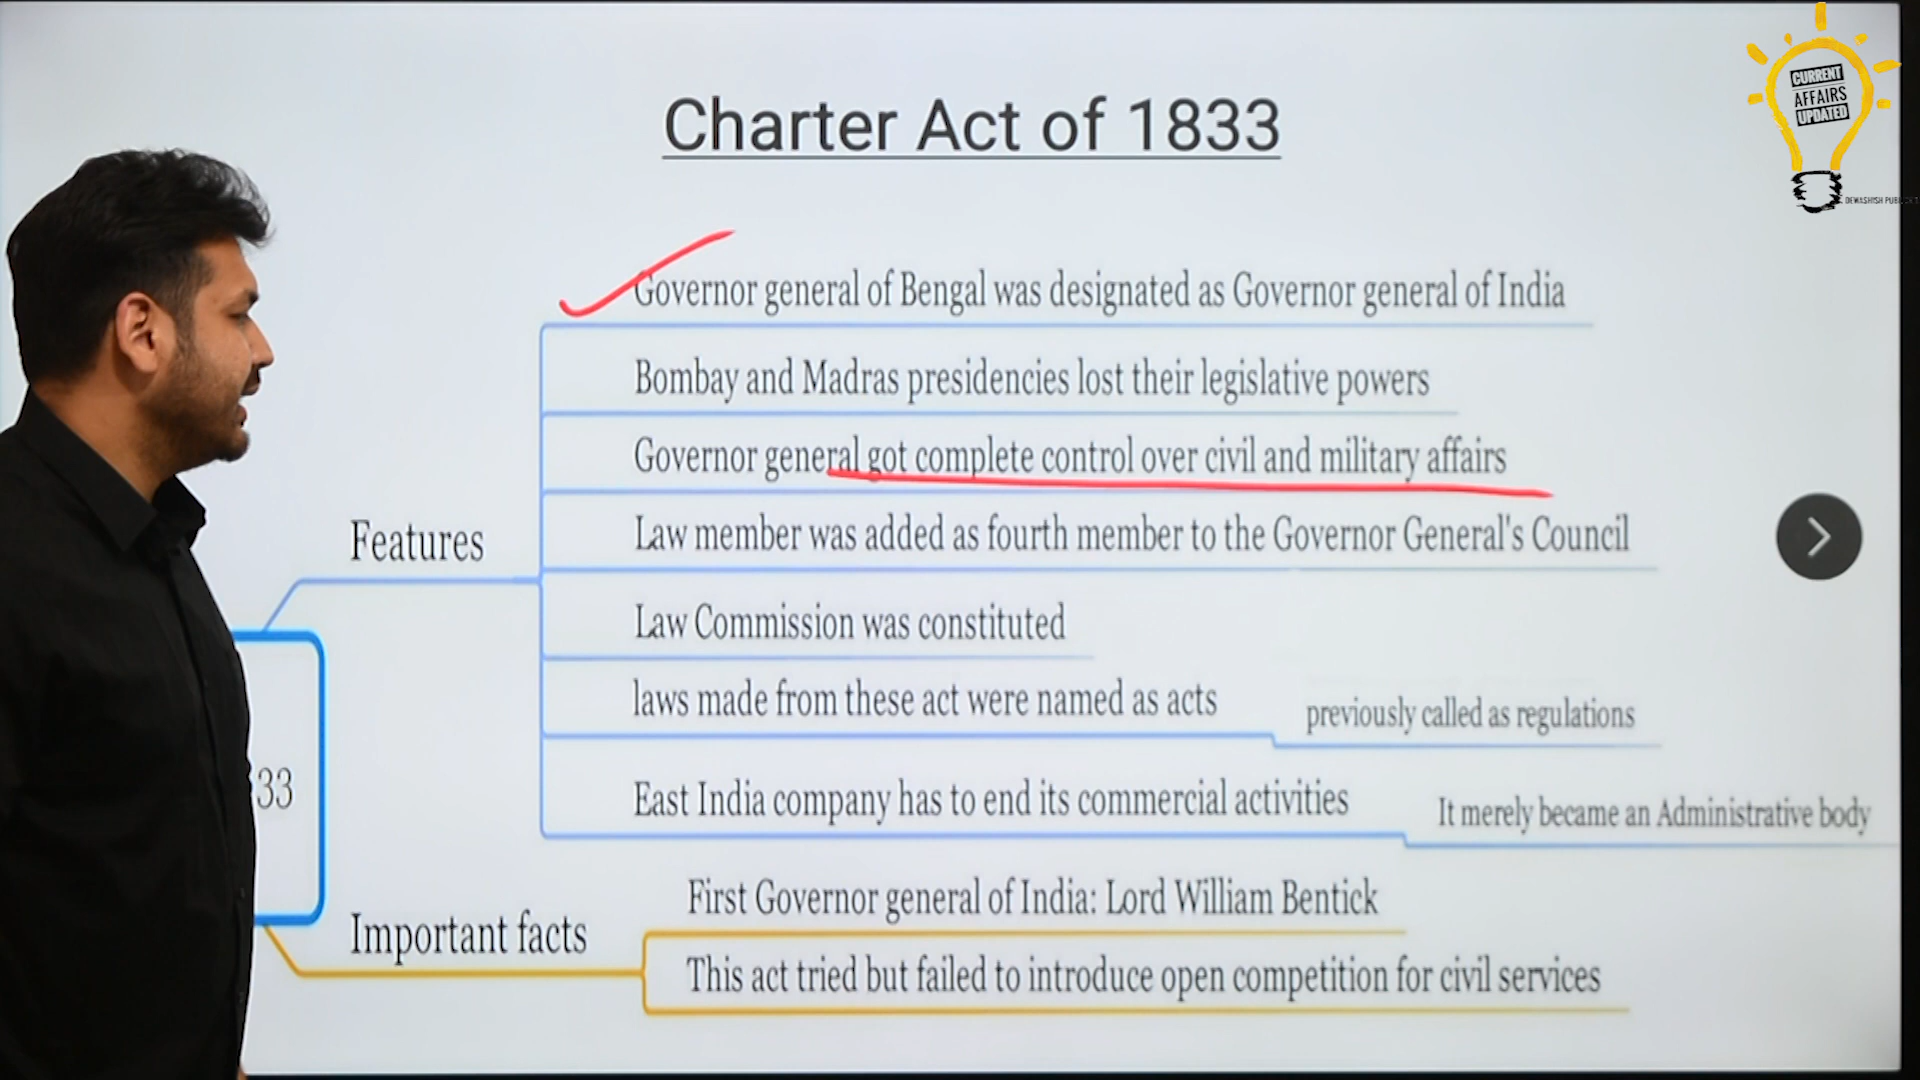 CURRENT
AFFAIRS
UPDATED
Charter Act of 1833
Governor general of Bengal was designated as Governor general of India
Bombay and Madras presidencies lost their legislative powers
Governor general got complete control over civil and military affairs
Law member was added as fourth member to the Governor General's Council
Features
Law Commission was constituted
laws made from these act were named as acts
previously called as regulations
33
East India company has to end its commercial activities
It merely became an Administrative body
First Governor general of India: Lord William Bentick
Important facts
This act tried but failed to introduce open competition for civil services